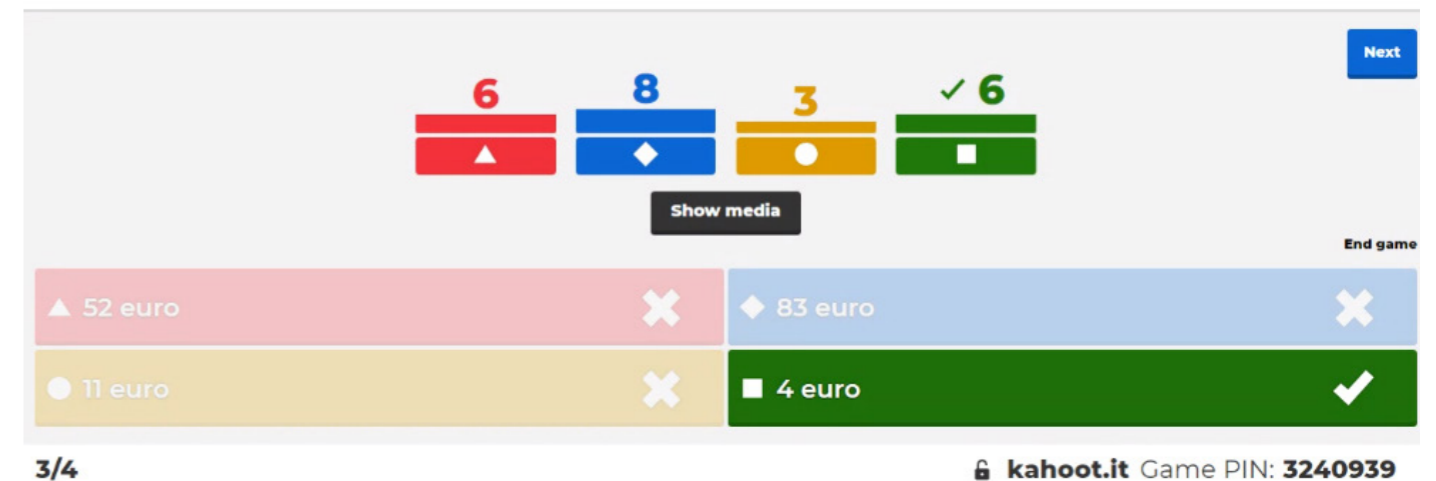 Next
6 8 3 6
Show media
End game
52 euro
83 euro
11 euro
4 euro
3/4
kahoot.it Game PIN: 3240939